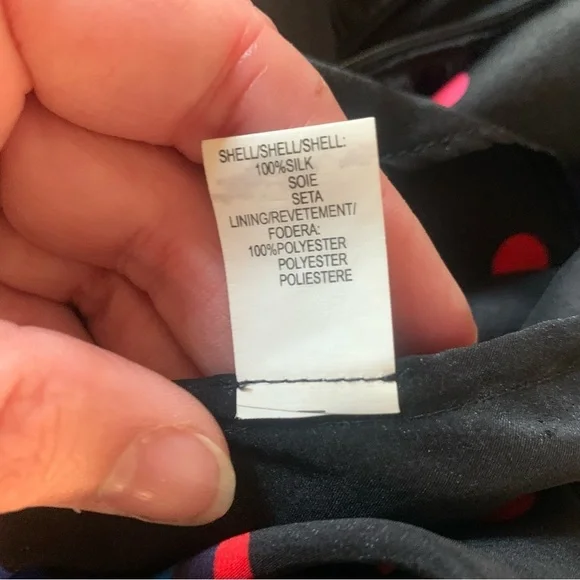 SHELL/SHELL/SHELL:
100%SILK
SOIE
SETA
LINING/REVETEMENT/
FODERA:
100%POLYESTER
POLYESTER
POLIESTERE